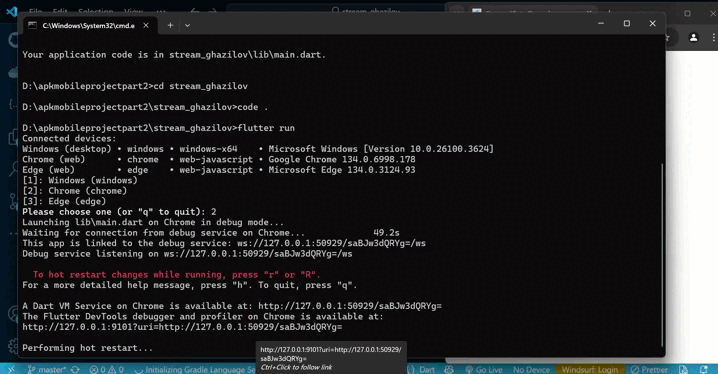 File Edit Selection View ... stream_ghazilov
C:\Windows\System32\cmd.e
Your application code is in stream_ghazilov\lib\main.dart.
D:\apkmobileprojectpart2>cd stream_ghazilov
D:\apkmobileprojectpart2\stream_ghazilov>code .
D:\apkmobileprojectpart2\stream_ghazilov>flutter run
Connected devices:
Windows (desktop) • windows • windows-x64 • Microsoft Windows [Version 10.0.26100.3624]
Chrome (web) • chrome • web-javascript • Google Chrome 134.0.6998.178
Edge (web) • edge • web-javascript • Microsoft Edge 134.0.3124.93
[1]: Windows (windows)
[2]: Chrome (chrome)
[3]: Edge (edge)
Please choose one (or "q" to quit): 2
Launching lib\main.dart on Chrome in debug mode...
Waiting for connection from debug service on Chrome... 49.2s
This app is linked to the debug service: ws://127.0.0.1:50929/saBJw3dQRYg=/ws
Debug service listening on ws://127.0.0.1:50929/saBJw3dQRYg=/ws
To hot restart changes while running, press "r" or "R".
For a more detailed help message, press "h". To quit, press "q".
A Dart VM Service on Chrome is available at: http://127.0.0.1:50929/saBJw3dQRYg=
The Flutter DevTools debugger and profiler on Chrome is available at:
http://127.0.0.1:9101?uri=http://127.0.0.1:50929/saBJw3dQRYg=
Performing hot restart...
http://127.0.0.1:9101?uri=http://127.0.0.1:50929/
saBJw3dQRYg=
Ctrl+Click to follow link
master* 0 0 Initializing Gradle Language Se Dart Go Live No Device Windsurf: Login Prettier